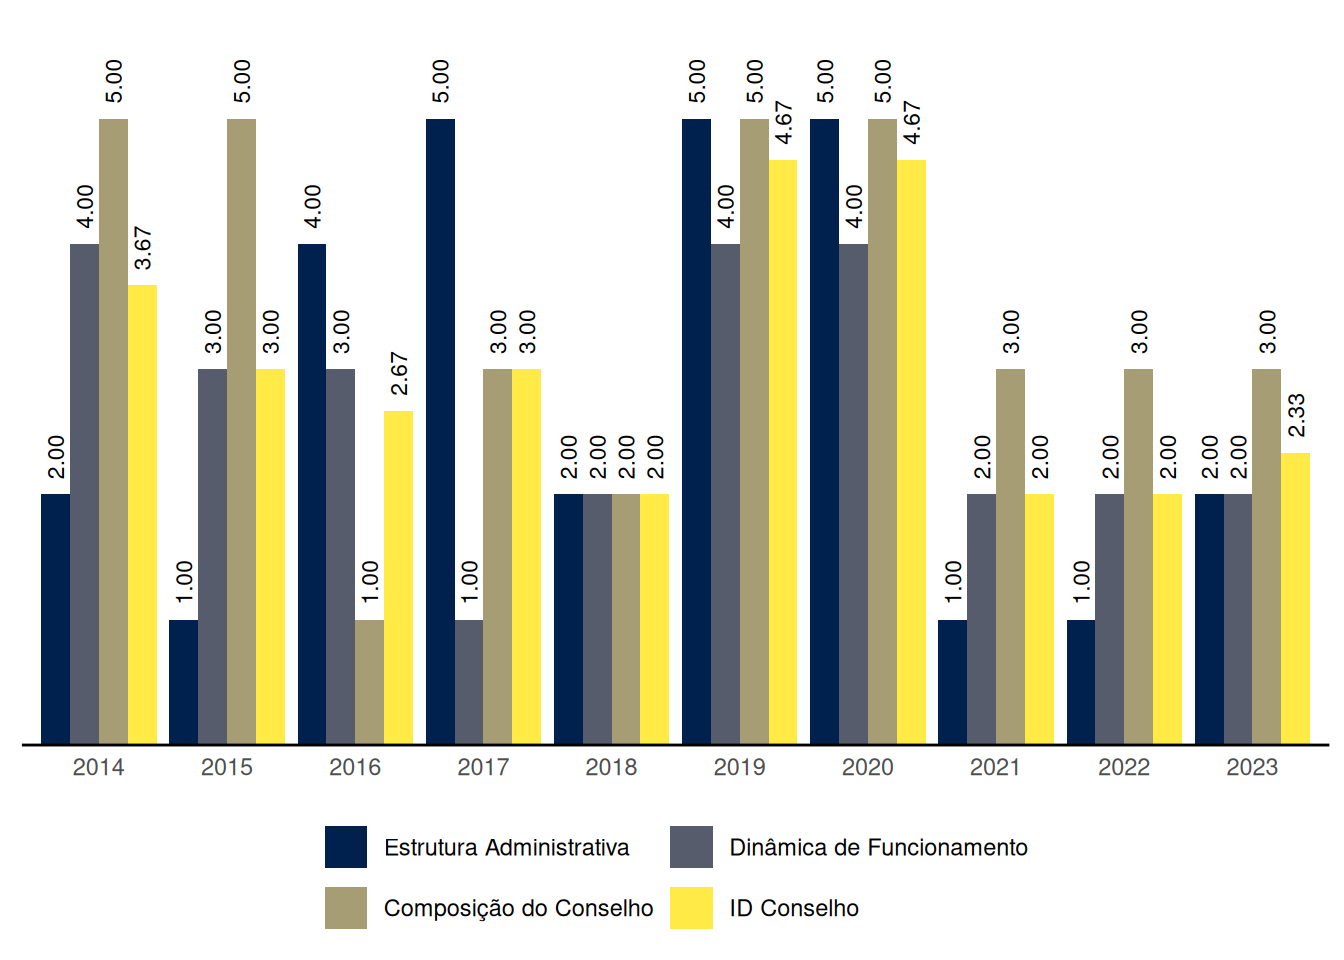 2.00 4.00 5.00 3.67 1.00 3.00 5.00 3.00 4.00 3.00 1.00 2.67 5.00 1.00 3.00 3.00 2.00 2.00 2.00 2.00 5.00 4.00 5.00 4.67 5.00 4.00 5.00 4.67 1.00 2.00 3.00 2.00 1.00 2.00 3.00 2.00 2.00 2.00 3.00 2.33
2014 2015 2016 2017 2018 2019 2020 2021 2022 2023
Estrutura Administrativa Dinâmica de Funcionamento
Composição do Conselho ID Conselho